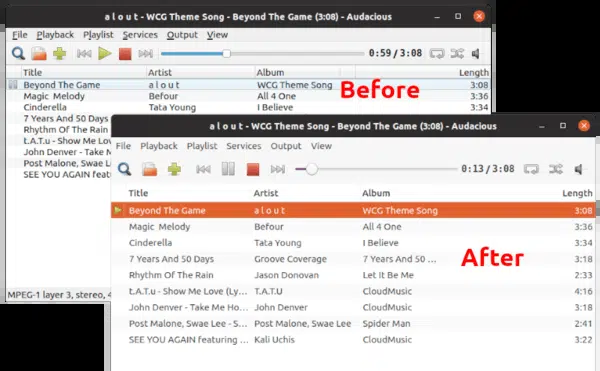 a l o u t - WCG Theme Song - Beyond The Game (3:08) - Audacious
File Playback Playlist Services Output View
0:59 / 3:08
Title Artist Album Length
Beyond The Game a l o u t WCG Theme Song 3:08
Magic Melody Befour All 4 One 3:36
Cinderella Tata Young I Believe 3:34
7 Years And 50 Days
Rhythm Of The Rain
t.A.T.u - Show Me Love
John Denver - Take M
Post Malone, Swae Le
SEE YOU AGAIN featuri
MPEG-1 layer 3, stereo, 4
Before
a l o u t - WCG Theme Song - Beyond The Game (3:08) - Audacious
File Playback Playlist Services Output View
0:13 / 3:08
Title Artist Album Length
Beyond The Game a l o u t WCG Theme Song 3:08
Magic Melody Befour All 4 One 3:36
Cinderella Tata Young I Believe 3:34
7 Years And 50 Days Groove Coverage 7 Years And 50 ... 3:18
Rhythm Of The Rain Jason Donovan Let It Be Me 2:33
t.A.T.u - Show Me Love (Ly... T.A.T.U CloudMusic 4:16
John Denver - Take Me Ho... John Denver CloudMusic 3:18
Post Malone, Swae Lee - S... Post Malone, Swae Lee Spider Man 2:41
SEE YOU AGAIN featuring ... Kali Uchis CloudMusic 3:22
After